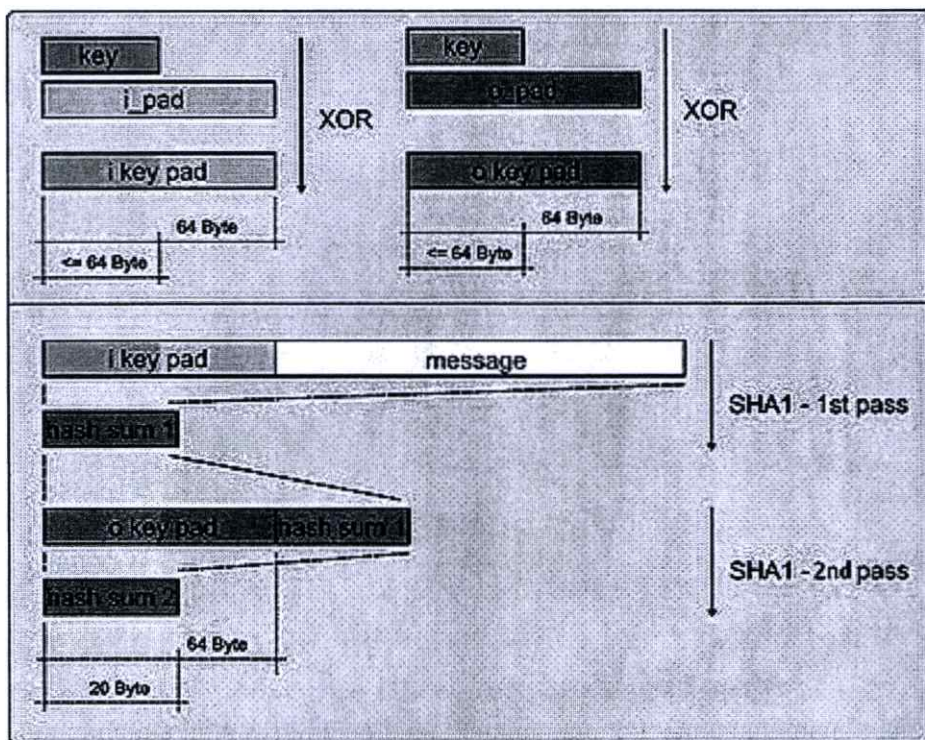 key
i_pad
XOR
i key pad
64 Byte
<= 64 Byte
key
o_pad
XOR
o key pad
64 Byte
<= 64 Byte
i key pad
message
SHA1 - 1st pass
hash sum 1
o key pad
hash sum 1
SHA1 - 2nd pass
hash sum 2
64 Byte
20 Byte